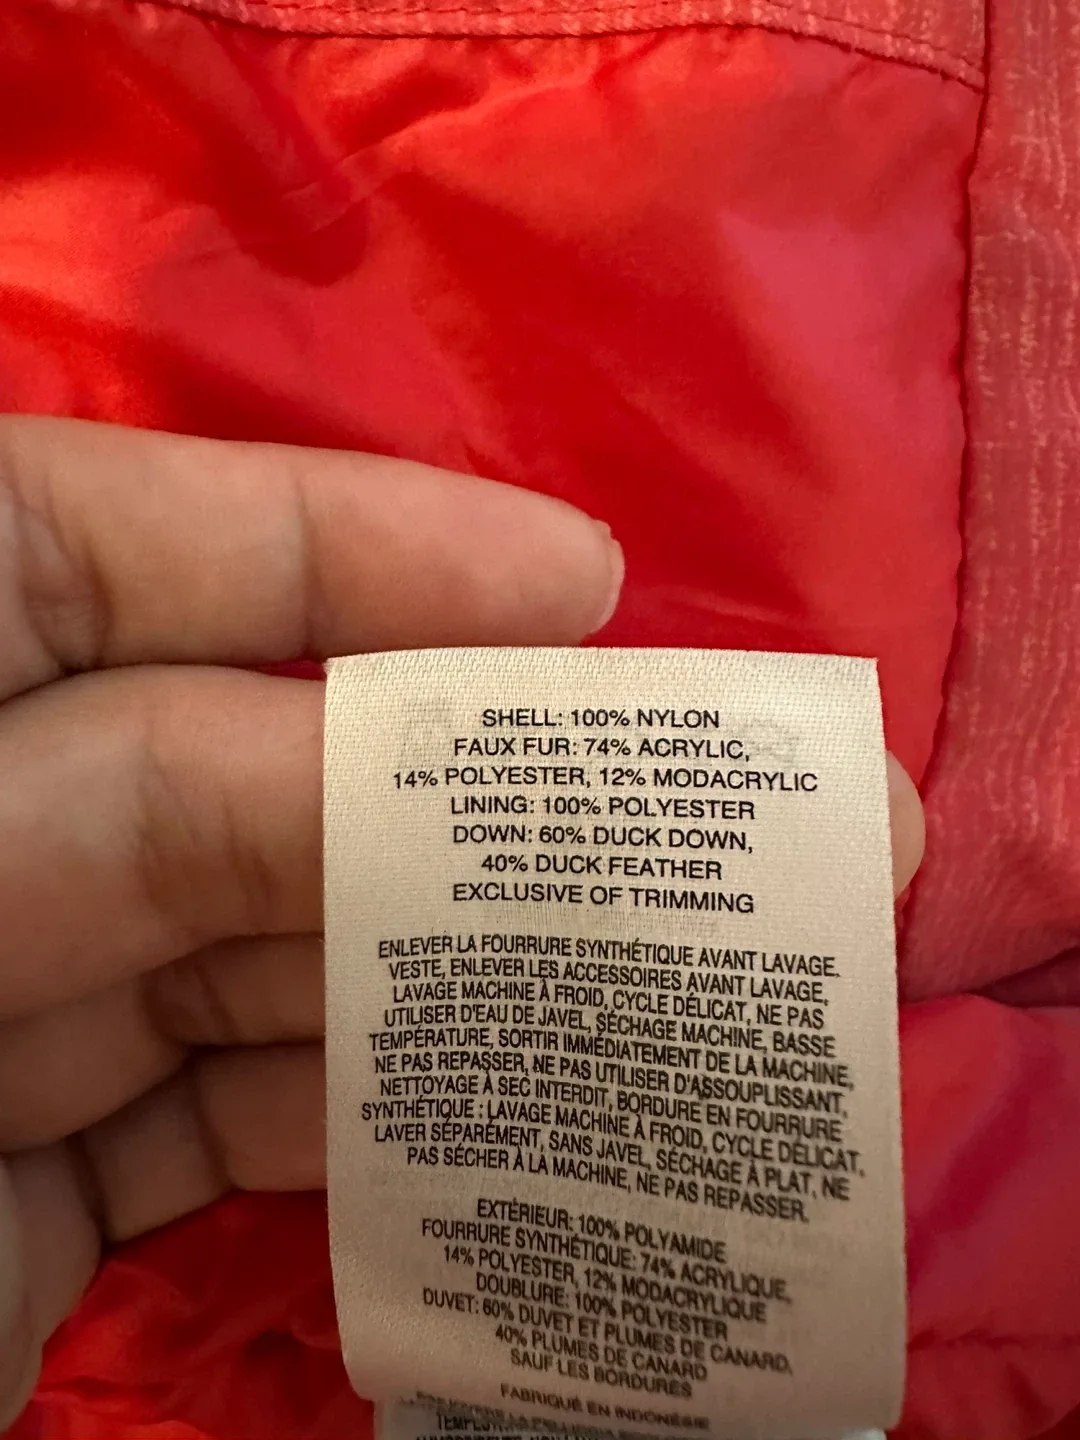 SHELL: 100% NYLON
FAUX FUR: 74% ACRYLIC,
14% POLYESTER, 12% MODACRYLIC
LINING: 100% POLYESTER
DOWN: 60% DUCK DOWN,
40% DUCK FEATHER
EXCLUSIVE OF TRIMMING
ENLEVER LA FOURRURE SYNTHÉTIQUE AVANT LAVAGE.
VESTE, ENLEVER LES ACCESSOIRES AVANT LAVAGE,
LAVAGE MACHINE À FROID, CYCLE DÉLICAT, NE PAS
UTILISER D'EAU DE JAVEL, SÉCHAGE MACHINE, BASSE
TEMPÉRATURE, SORTIR IMMÉDIATEMENT DE LA MACHINE,
NE PAS REPASSER, NE PAS UTILISER D'ASSOUPLISSANT,
NETTOYAGE À SEC INTERDIT, BORDURE EN FOURRURE
SYNTHÉTIQUE : LAVAGE MACHINE À FROID, CYCLE DÉLICAT,
LAVER SÉPARÉMENT, SANS JAVEL, SÉCHAGE À PLAT, NE
PAS SÉCHER À LA MACHINE, NE PAS REPASSER.
EXTÉRIEUR: 100% POLYAMIDE
FOURRURE SYNTHÉTIQUE: 74% ACRYLIQUE,
14% POLYESTER, 12% MODACRYLIQUE
DOUBLURE: 100% POLYESTER
DUVET: 60% DUVET ET PLUMES DE CANARD,
40% PLUMES DE CANARD
SAUF LES BORDURES
FABRIQUÉ EN INDONÉSIE